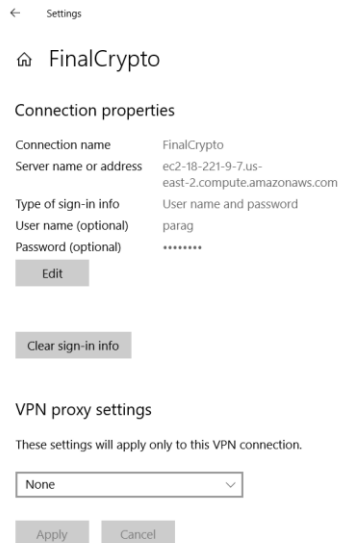 Settings
FinalCrypto
Connection properties
Connection name FinalCrypto
Server name or address ec2-18-221-9-7.us-
east-2.compute.amazonaws.com
Type of sign-in info User name and password
User name (optional) parag
Password (optional) ••••••••
Edit
Clear sign-in info
VPN proxy settings
These settings will apply only to this VPN connection.
None
Apply Cancel